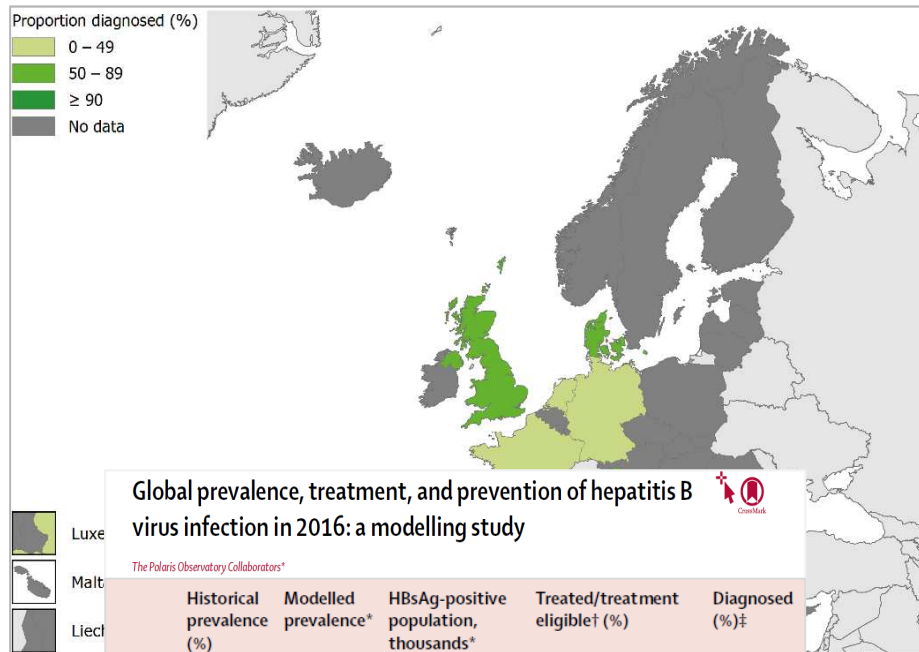 Proportion diagnosed (%)
0 – 49
50 – 89
≥ 90
No data
Global prevalence, treatment, and prevention of hepatitis B
virus infection in 2016: a modelling study
CrossMark
The Polaris Observatory Collaborators*
Luxe
Malt
Liech
Historical prevalence (%)
Modelled prevalence*
HBsAg-positive population, thousands*
Treated/treatment eligible† (%)
Diagnosed (%)‡